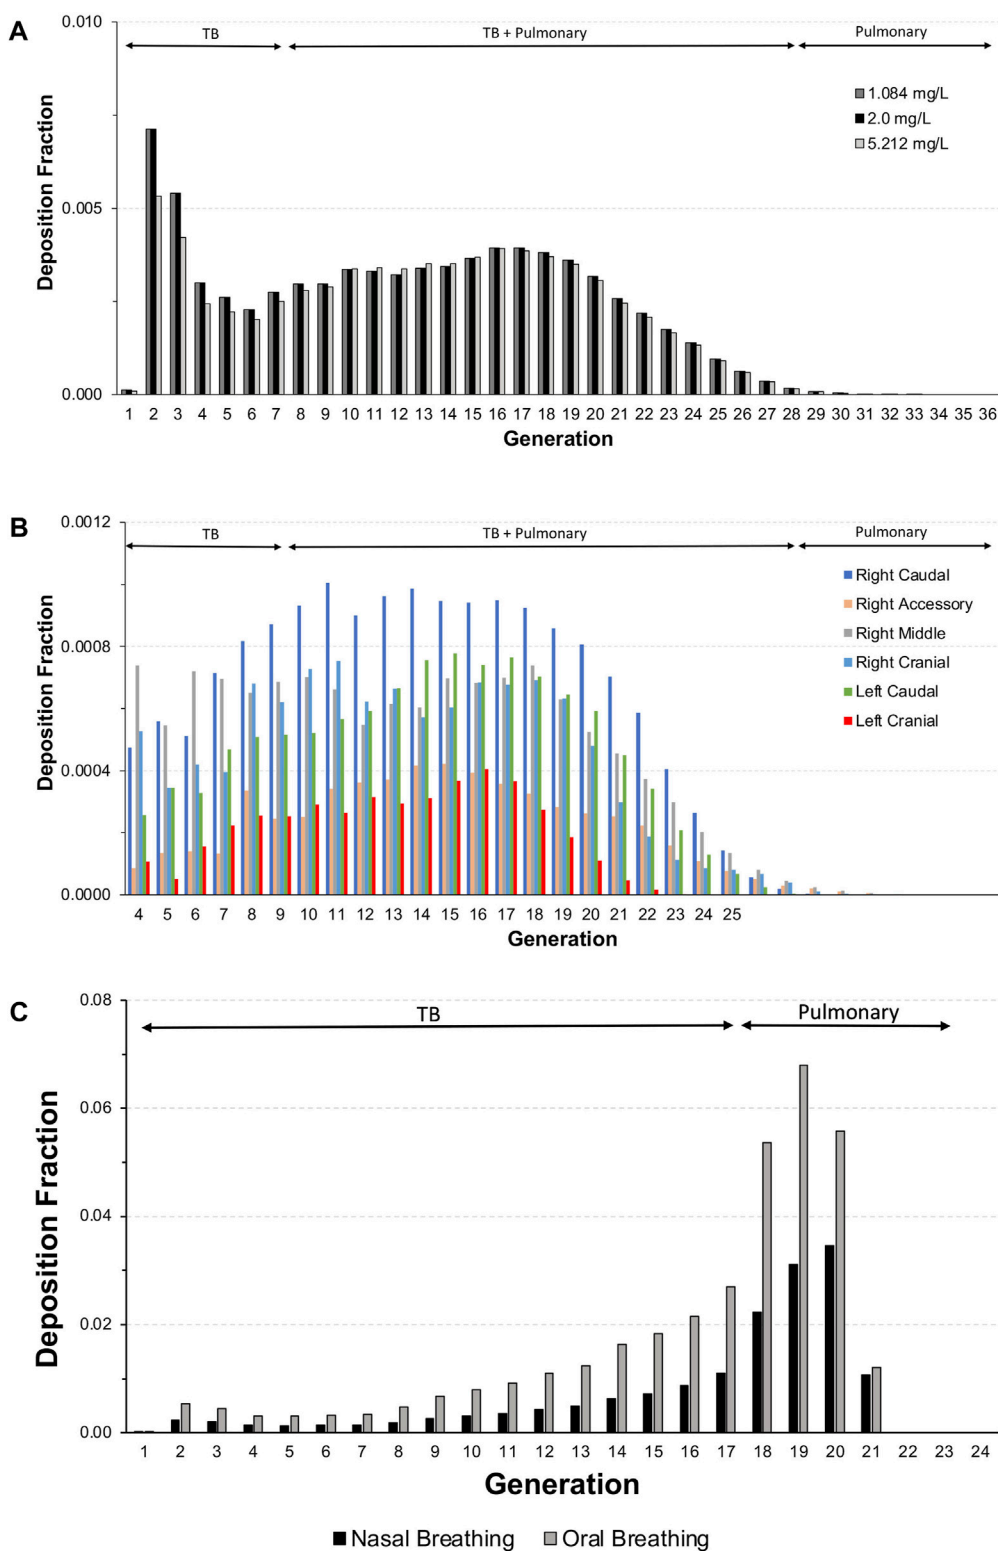 A
0.010
TB
TB + Pulmonary
Pulmonary
1.084 mg/L
2.0 mg/L
5.212 mg/L
Deposition Fraction
0.005
0.000
1 2 3 4 5 6 7 8 9 10 11 12 13 14 15 16 17 18 19 20 21 22 23 24 25 26 27 28 29 30 31 32 33 34 35 36
Generation
B
0.0012
TB
TB + Pulmonary
Pulmonary
Right Caudal
Right Accessory
Right Middle
Right Cranial
Left Caudal
Left Cranial
Deposition Fraction
0.0008
0.0004
0.0000
4 5 6 7 8 9 10 11 12 13 14 15 16 17 18 19 20 21 22 23 24 25
Generation
C
0.08
TB
Pulmonary
Deposition Fraction
0.06
0.04
0.02
0.00
1 2 3 4 5 6 7 8 9 10 11 12 13 14 15 16 17 18 19 20 21 22 23 24
Generation
Nasal Breathing Oral Breathing